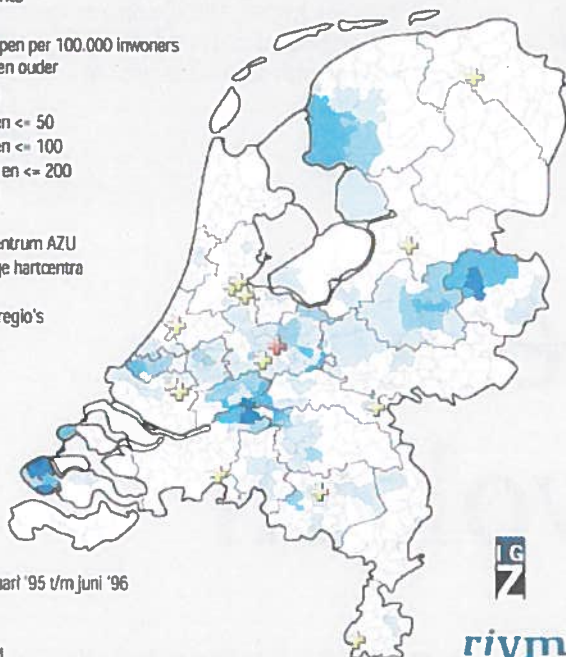 pen per 100.000 inwoners
en ouder
en <= 50
en <= 100
en <= 200
entrum AZU
ge hartcentra
regio's
art '95 t/m juni '96
IGZ
rivm